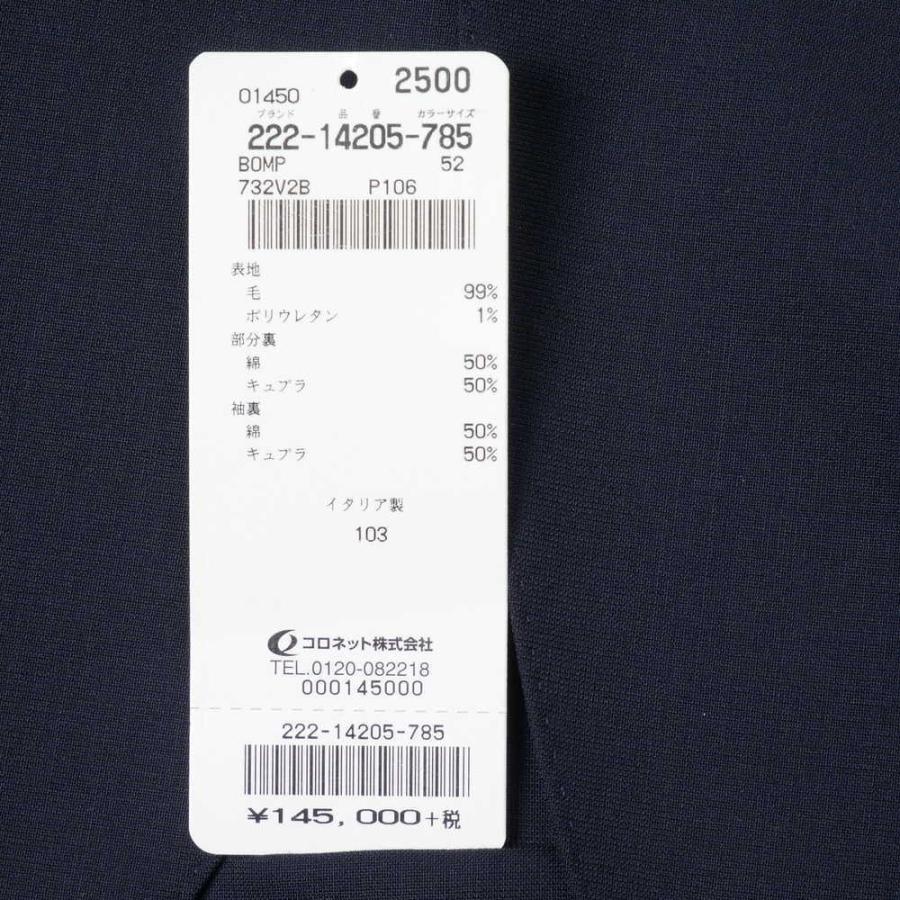 2500
01450
ブランド 品番 カラーサイズ
222-14205-785
BOMP 52
732V2B P106
表地
毛 99%
ポリウレタン 1%
部分裏
綿 50%
キュプラ 50%
袖裏
綿 50%
キュプラ 50%
イタリア製
103
コロネット株式会社
TEL.0120-082218
000145000
222-14205-785
¥145,000+税